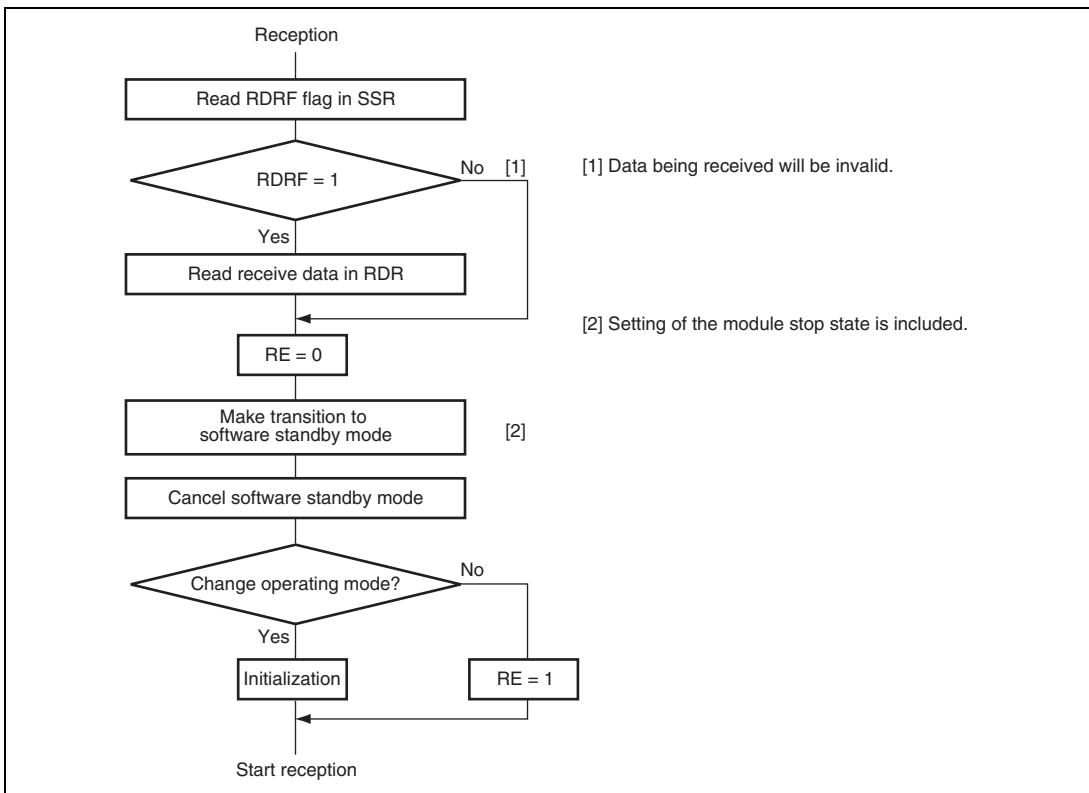 Reception
Read RDRF flag in SSR
RDRF = 1
No [1]
[1] Data being received will be invalid.
Yes
Read receive data in RDR
[2] Setting of the module stop state is included.
RE = 0
Make transition to
software standby mode
[2]
Cancel software standby mode
Change operating mode?
No
Yes
Initialization
RE = 1
Start reception